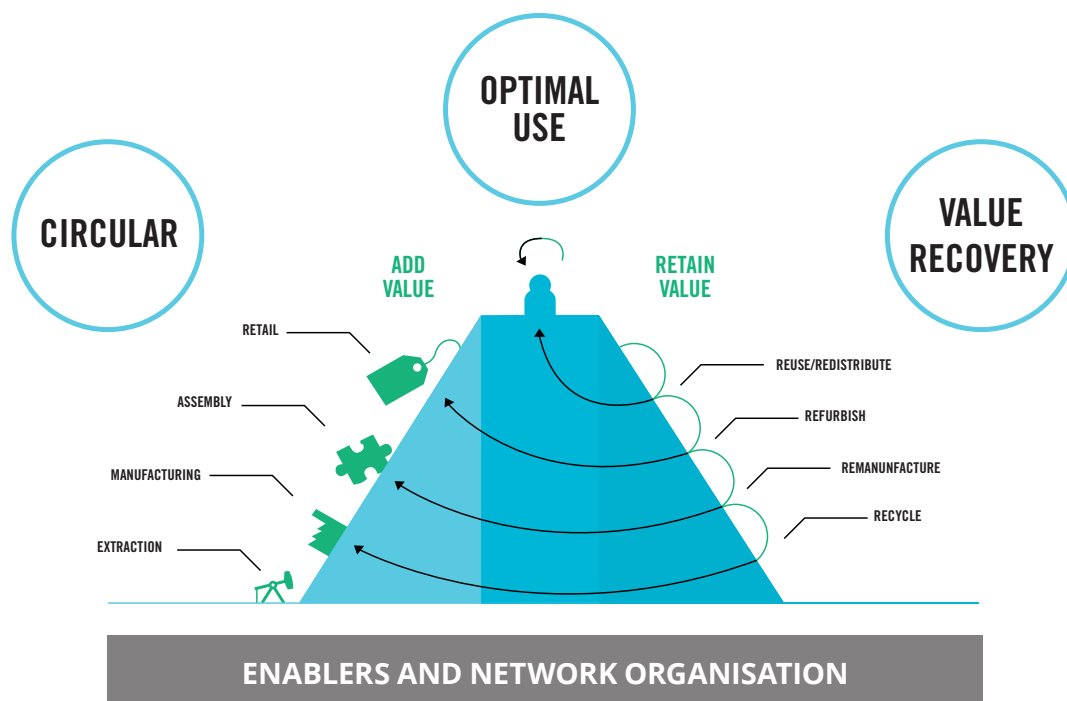 OPTIMAL
USE
CIRCULAR
VALUE
RECOVERY
ADD
VALUE
RETAIN
VALUE
RETAIL
ASSEMBLY
MANUFACTURING
EXTRACTION
REUSE/REDISTRIBUTE
REFURBISH
REMANUNFACTURE
RECYCLE
ENABLERS AND NETWORK ORGANISATION